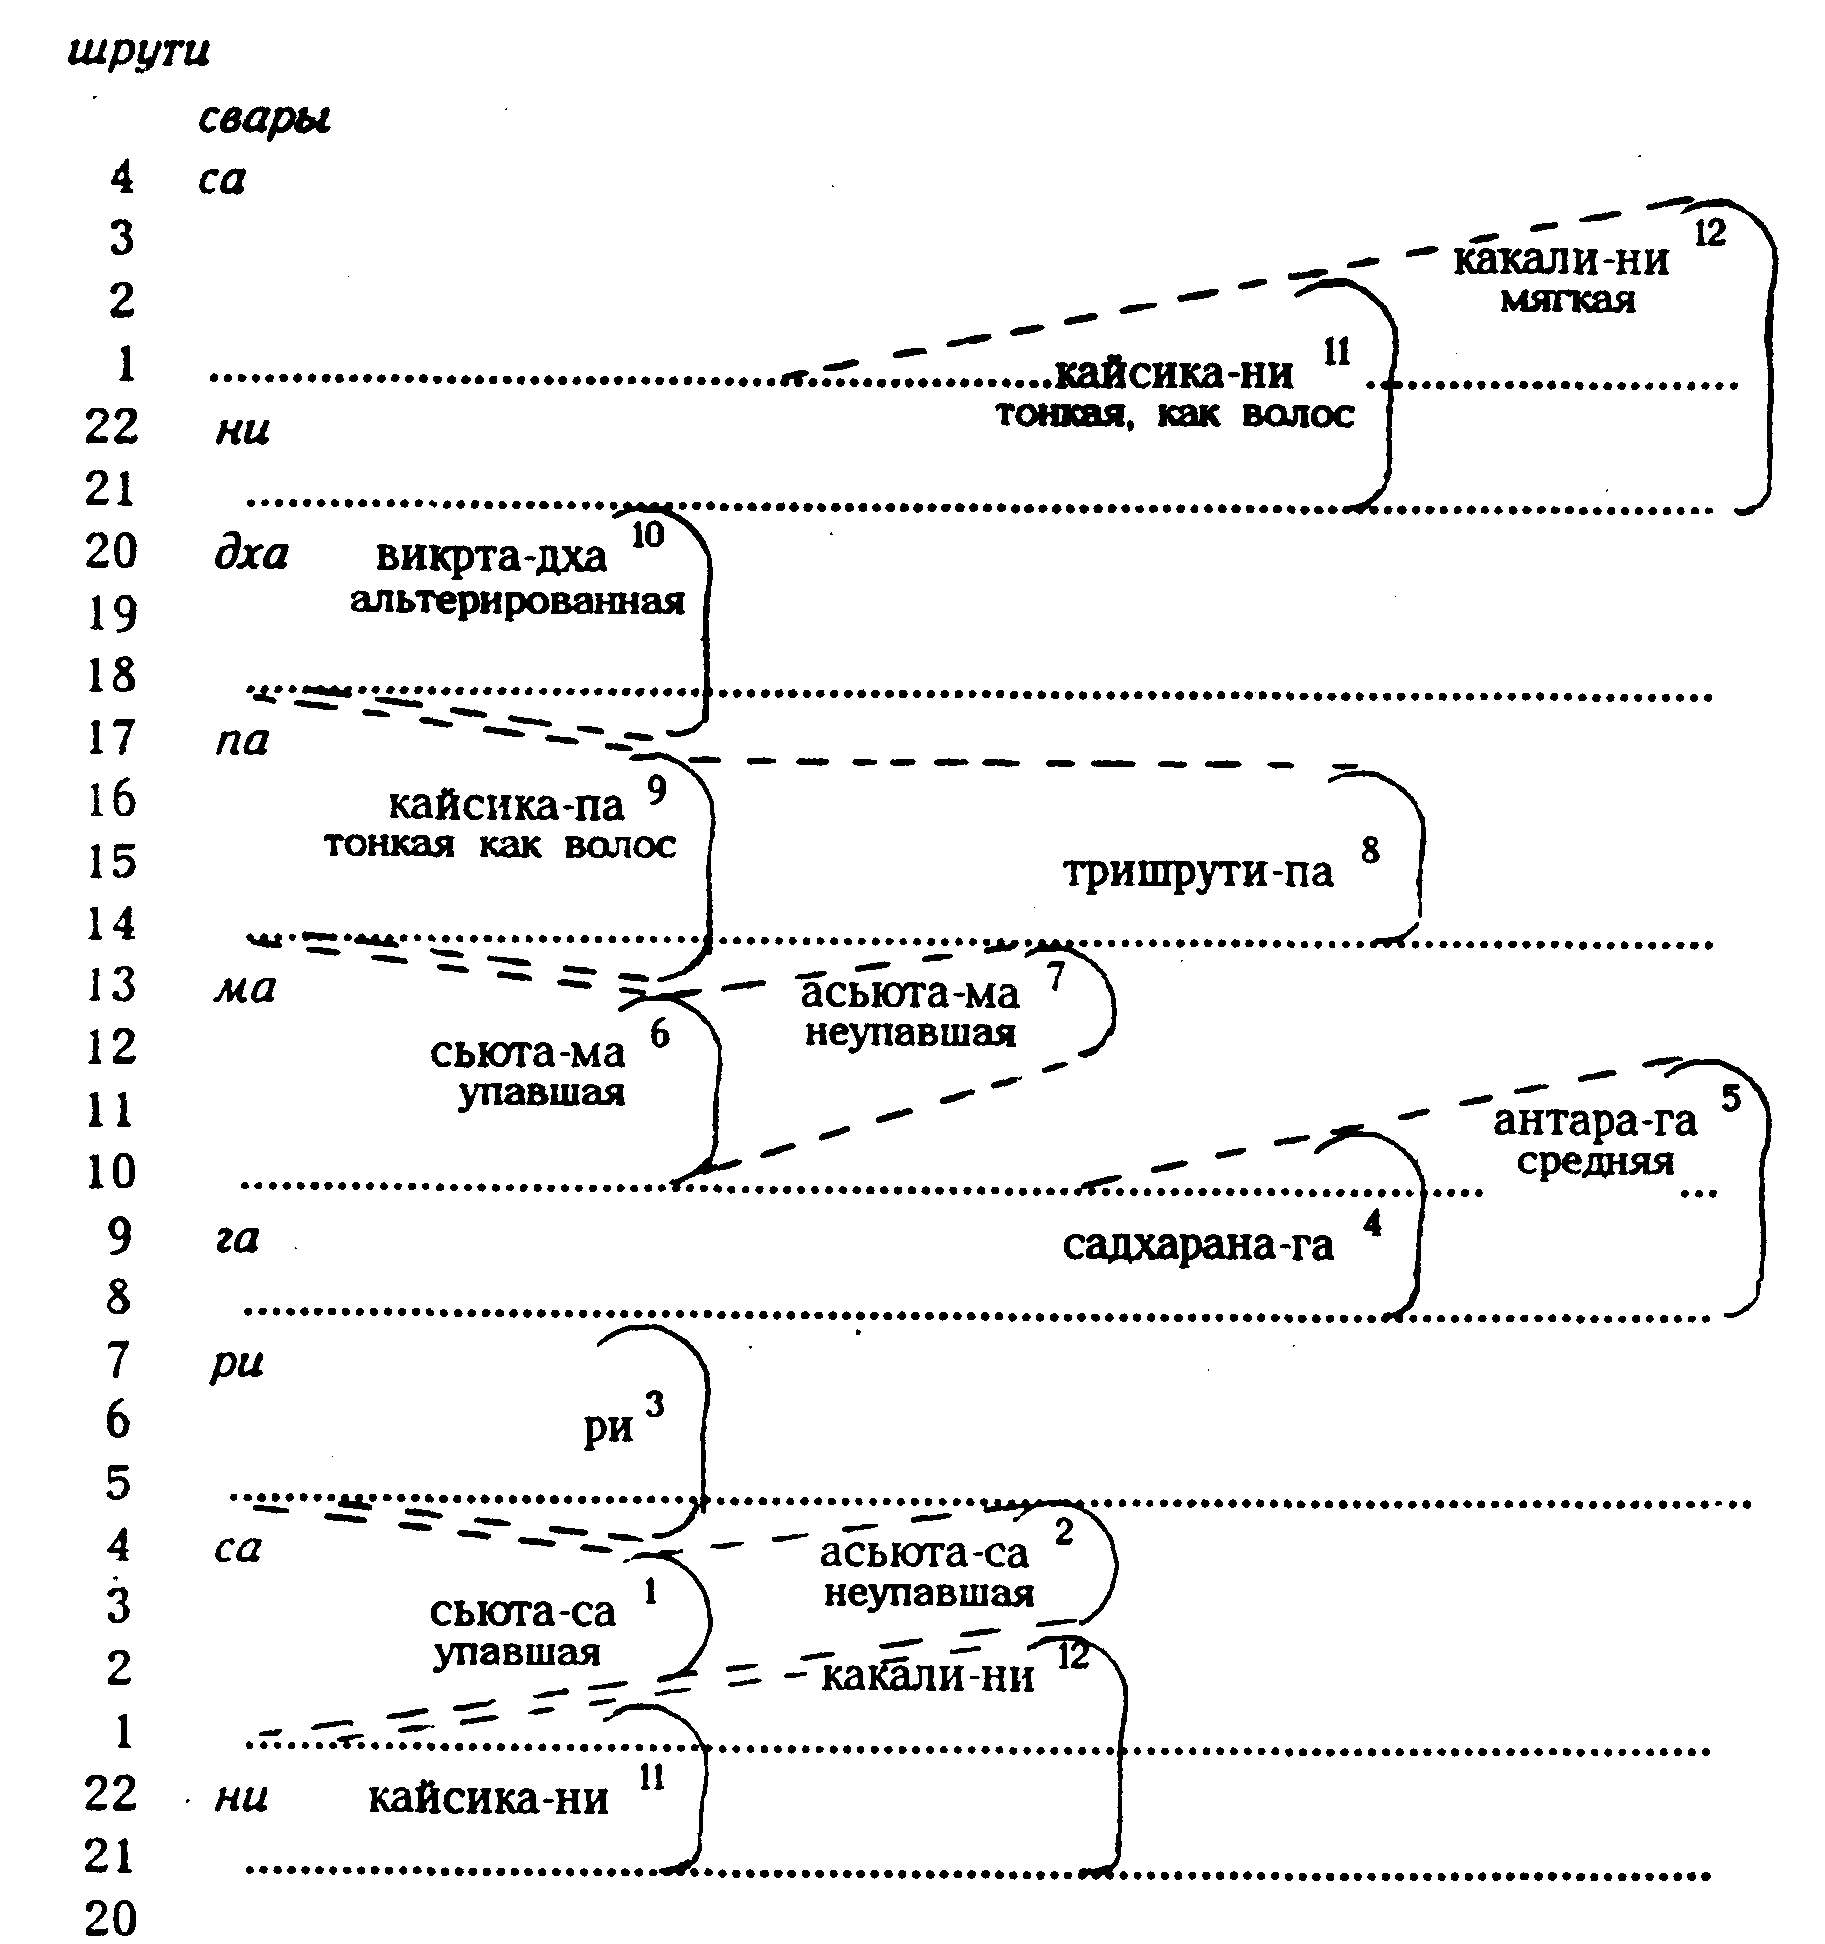 шрути
свары
4 са
3
какали-ни 12
2
мягкая
1 кайсика-ни 11
22 ни тонкая, как волос
21
20 дха викрта-дха 10
19 альтерированная
18
17 па
16 кайсика-па 9
тонкая как волос
15 тришрути-па 8
14
13 ма асьюта-ма 7
неупавшая
12 сьюта-ма 6
упавшая
11 антара-га 5
средняя
10
9 га садхарана-га 4
8
7 ри
6 ри 3
5
4 са асьюта-са 2
неупавшая
3 сьюта-са 1
упавшая
2 какали-ни 12
1
22 ни кайсика-ни 11
21
20